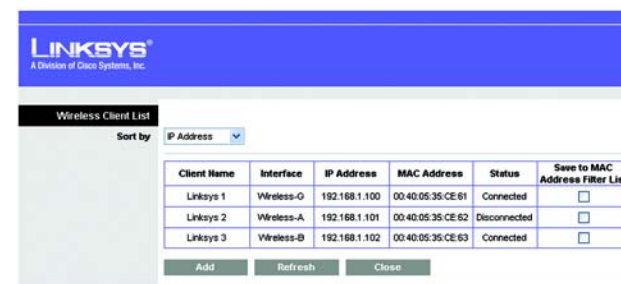 LINKSYS®
A Division of Cisco Systems, Inc.
Wireless Client List
Sort by IP Address
Client Name Interface IP Address MAC Address Status Save to MAC Address Filter Lis
Linksys 1 Wireless-G 192.168.1.100 00:40:05:35:CE:61 Connected
Linksys 2 Wireless-A 192.168.1.101 00:40:05:35:CE:62 Disconnected
Linksys 3 Wireless-B 192.168.1.102 00:40:05:35:CE:63 Connected
Add Refresh Close